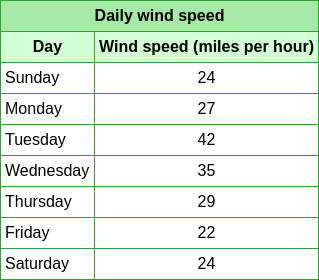 Daily wind speed
Day Wind speed (miles per hour)
Sunday 24
Monday 27
Tuesday 42
Wednesday 35
Thursday 29
Friday 22
Saturday 24